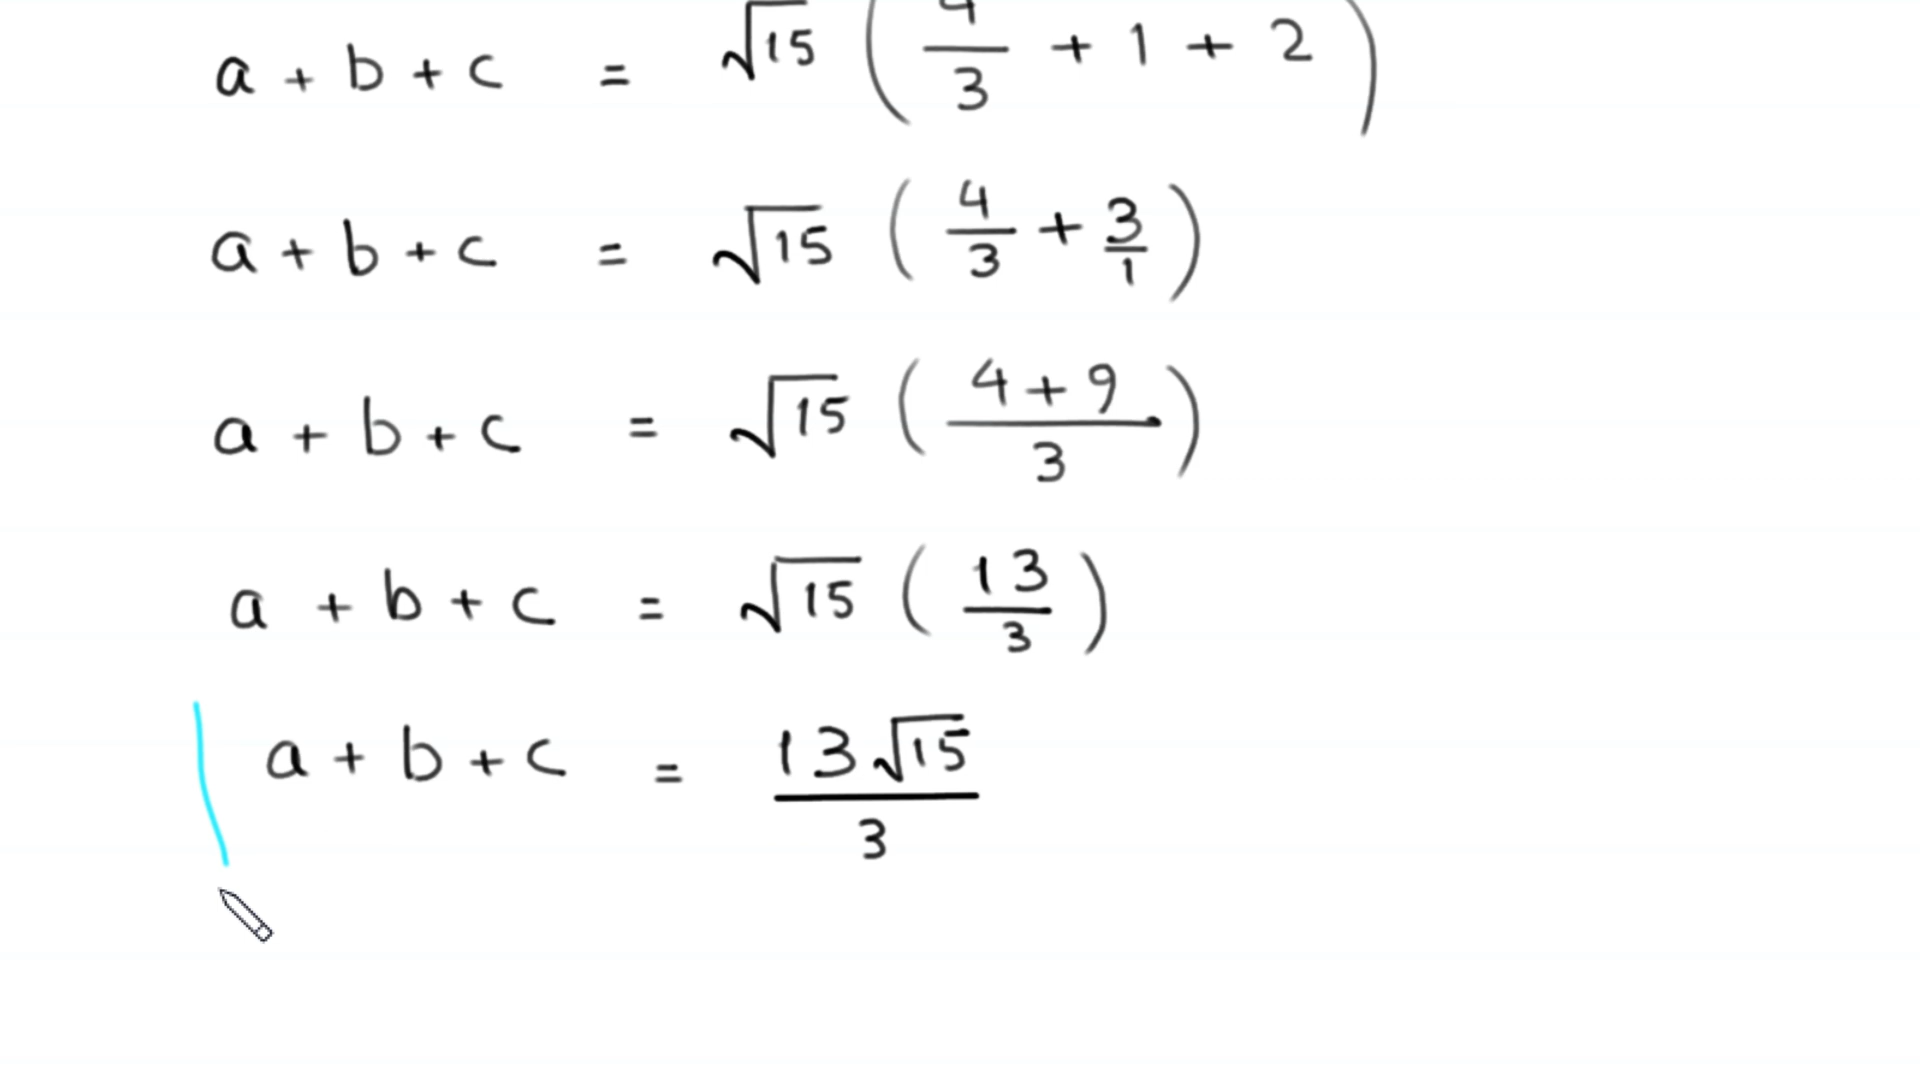 a + b + c = √15 ( 4/3 + 1 + 2 )
a + b + c = √15 ( 4/3 + 3/1 )
a + b + c = √15 ( (4 + 9)/3 )
a + b + c = √15 ( 13/3 )
a + b + c = 13√15/3